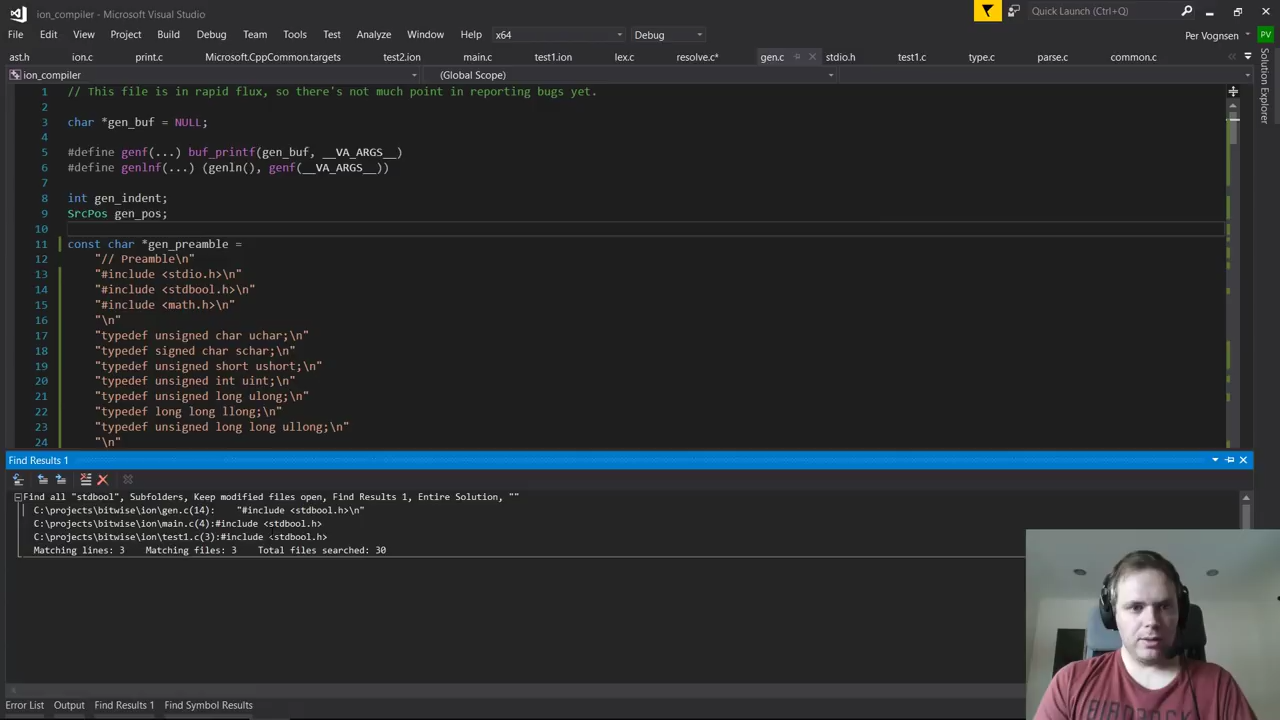 ion_compiler - Microsoft Visual Studio
Quick Launch (Ctrl+Q)
File Edit View Project Build Debug Team Tools Test Analyze Window Help x64 Debug
Per Vognsen PV
ast.h ion.c print.c Microsoft.CppCommon.targets test2.ion main.c test1.ion lex.c resolve.c* gen.c stdio.h test1.c type.c parse.c common.c
Solution Explorer
ion_compiler (Global Scope)
1 // This file is in rapid flux, so there's not much point in reporting bugs yet.
2
3 char *gen_buf = NULL;
4
5 #define genf(...) buf_printf(gen_buf, __VA_ARGS__)
6 #define genlnf(...) (genln(), genf(__VA_ARGS__))
7
8 int gen_indent;
9 SrcPos gen_pos;
10
11 const char *gen_preamble =
12 "// Preamble\n"
13 "#include <stdio.h>\n"
14 "#include <stdbool.h>\n"
15 "#include <math.h>\n"
16 "\n"
17 "typedef unsigned char uchar;\n"
18 "typedef signed char schar;\n"
19 "typedef unsigned short ushort;\n"
20 "typedef unsigned int uint;\n"
21 "typedef unsigned long ulong;\n"
22 "typedef long long llong;\n"
23 "typedef unsigned long long ullong;\n"
24 "\n"
Find Results 1
Find all "stdbool", Subfolders, Keep modified files open, Find Results 1, Entire Solution, ""
C:\projects\bitwise\ion\gen.c(14): "#include <stdbool.h>\n"
C:\projects\bitwise\ion\main.c(4):#include <stdbool.h>
C:\projects\bitwise\ion\test1.c(3):#include <stdbool.h>
Matching lines: 3 Matching files: 3 Total files searched: 30
Error List Output Find Results 1 Find Symbol Results